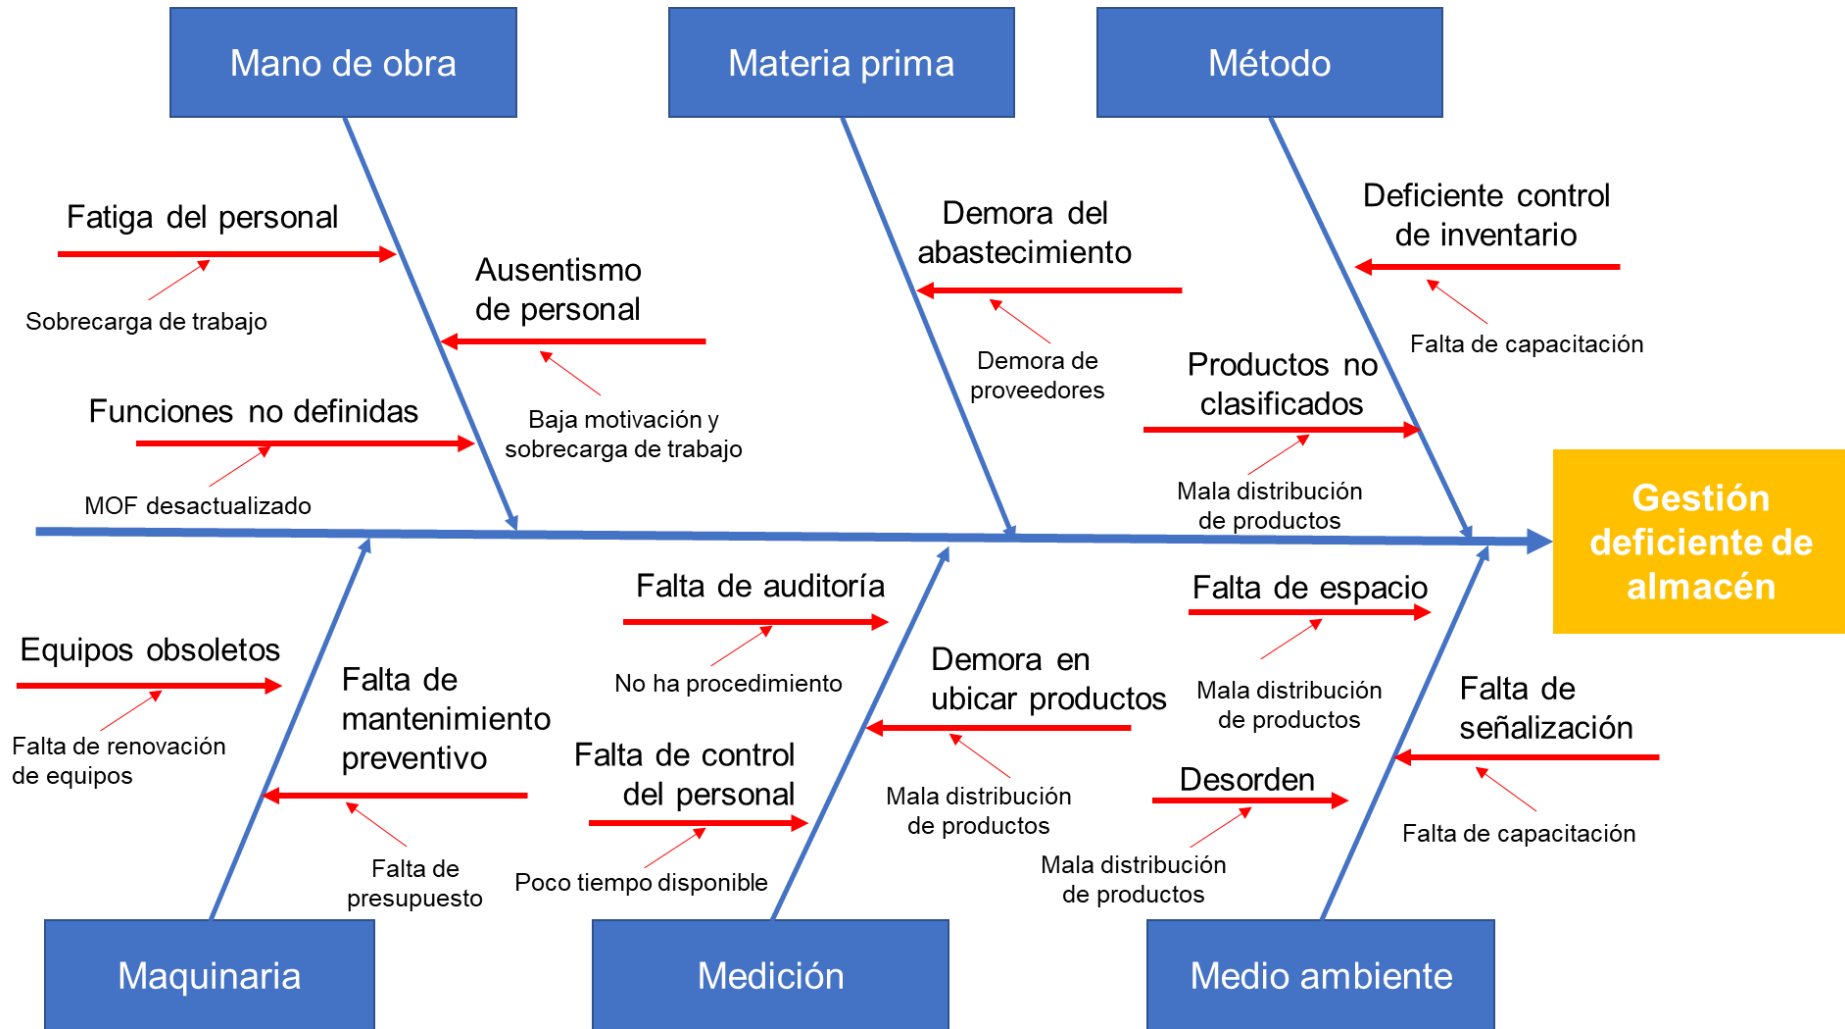 Mano de obra
Materia prima
Método
Fatiga del personal
Sobrecarga de trabajo
Ausentismo
de personal
Baja motivación y
sobrecarga de trabajo
Funciones no definidas
MOF desactualizado
Demora del
abastecimiento
Demora de
proveedores
Deficiente control
de inventario
Falta de capacitación
Productos no
clasificados
Mala distribución
de productos
Gestión
deficiente de
almacén
Equipos obsoletos
Falta de renovación
de equipos
Falta de
mantenimiento
preventivo
Falta de
presupuesto
Falta de auditoría
No ha procedimiento
Demora en
ubicar productos
Mala distribución
de productos
Falta de control
del personal
Poco tiempo disponible
Falta de espacio
Mala distribución
de productos
Falta de
señalización
Falta de capacitación
Desorden
Mala distribución
de productos
Maquinaria
Medición
Medio ambiente